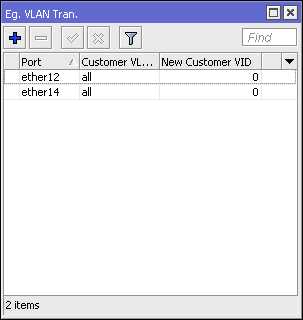 Eg. VLAN Tran.
Find
Port Customer VL... New Customer VID
ether12 all 0
ether14 all 0
2 items